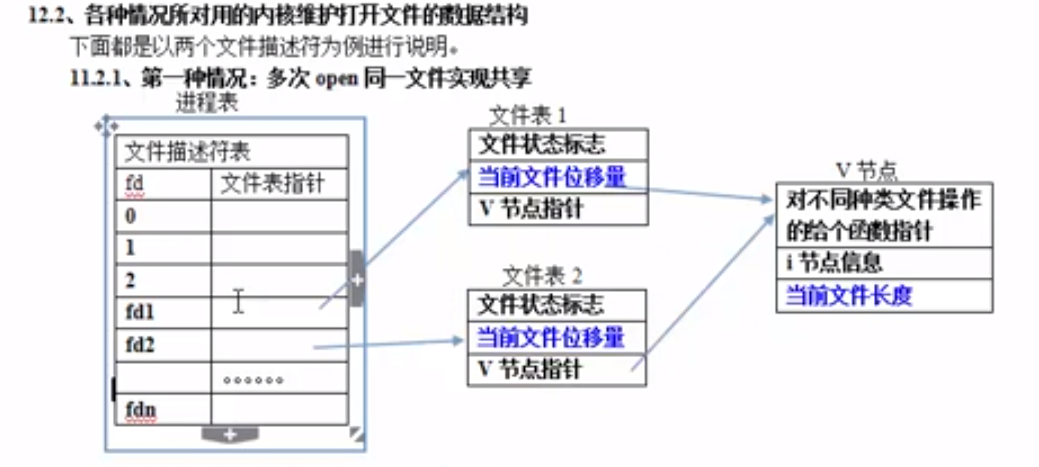 12.2、各种情况所对用的内核维护打开文件的数据结构
下面都是以两个文件描述符为例进行说明。
11.2.1、第一种情况：多次 open 同一文件实现共享
进程表
文件描述符表
fd 文件表指针
0
1
2
fd1
fd2
。。。。。。
fdn
文件表 1
文件状态标志
当前文件位移量
V 节点指针
文件表 2
文件状态标志
当前文件位移量
V 节点指针
V 节点
对不同种类文件操作
的给个函数指针
i 节点信息
当前文件长度